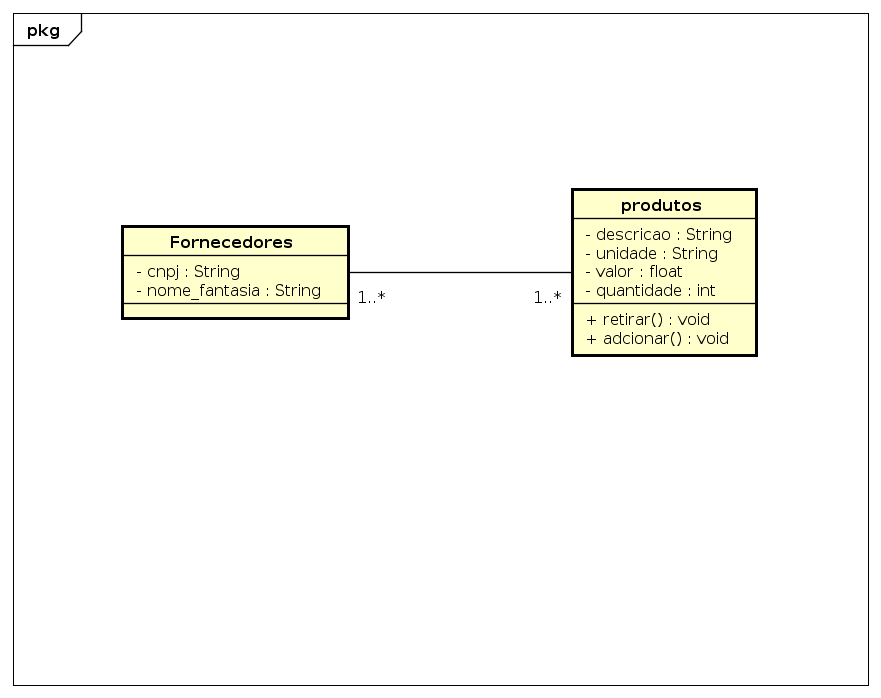 pkg
Fornecedores
- cnpj : String
- nome_fantasia : String
1..*
1..*
produtos
- descricao : String
- unidade : String
- valor : float
- quantidade : int
+ retirar() : void
+ adcionar() : void